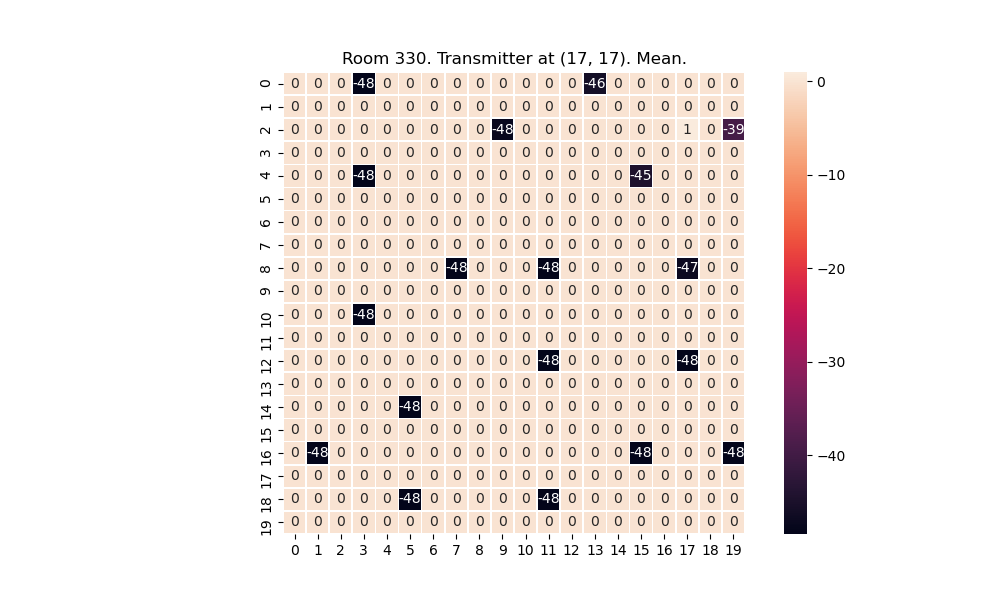 Room 330. Transmitter at (17, 17). Mean.
0 0 0 0 -48 0 0 0 0 0 0 0 0 0 -46 0 0 0 0 0 0
1 0 0 0 0 0 0 0 0 0 0 0 0 0 0 0 0 0 0 0 0
2 0 0 0 0 0 0 0 0 0 -48 0 0 0 0 0 0 0 1 0 -39
3 0 0 0 0 0 0 0 0 0 0 0 0 0 0 0 0 0 0 0 0
4 0 0 0 -48 0 0 0 0 0 0 0 0 0 0 0 -45 0 0 0 0
5 0 0 0 0 0 0 0 0 0 0 0 0 0 0 0 0 0 0 0 0
6 0 0 0 0 0 0 0 0 0 0 0 0 0 0 0 0 0 0 0 0
7 0 0 0 0 0 0 0 0 0 0 0 0 0 0 0 0 0 0 0 0
8 0 0 0 0 0 0 0 -48 0 0 0 -48 0 0 0 0 0 -47 0 0
9 0 0 0 0 0 0 0 0 0 0 0 0 0 0 0 0 0 0 0 0
10 0 0 0 -48 0 0 0 0 0 0 0 0 0 0 0 0 0 0 0 0
11 0 0 0 0 0 0 0 0 0 0 0 0 0 0 0 0 0 0 0 0
12 0 0 0 0 0 0 0 0 0 0 0 -48 0 0 0 0 0 -48 0 0
13 0 0 0 0 0 0 0 0 0 0 0 0 0 0 0 0 0 0 0 0
14 0 0 0 0 0 -48 0 0 0 0 0 0 0 0 0 0 0 0 0 0
15 0 0 0 0 0 0 0 0 0 0 0 0 0 0 0 0 0 0 0 0
16 0 -48 0 0 0 0 0 0 0 0 0 0 0 0 0 -48 0 0 0 -48
17 0 0 0 0 0 0 0 0 0 0 0 0 0 0 0 0 0 0 0 0
18 0 0 0 0 0 -48 0 0 0 0 0 -48 0 0 0 0 0 0 0 0
19 0 0 0 0 0 0 0 0 0 0 0 0 0 0 0 0 0 0 0 0
0 1 2 3 4 5 6 7 8 9 10 11 12 13 14 15 16 17 18 19
0
−10
−20
−30
−40